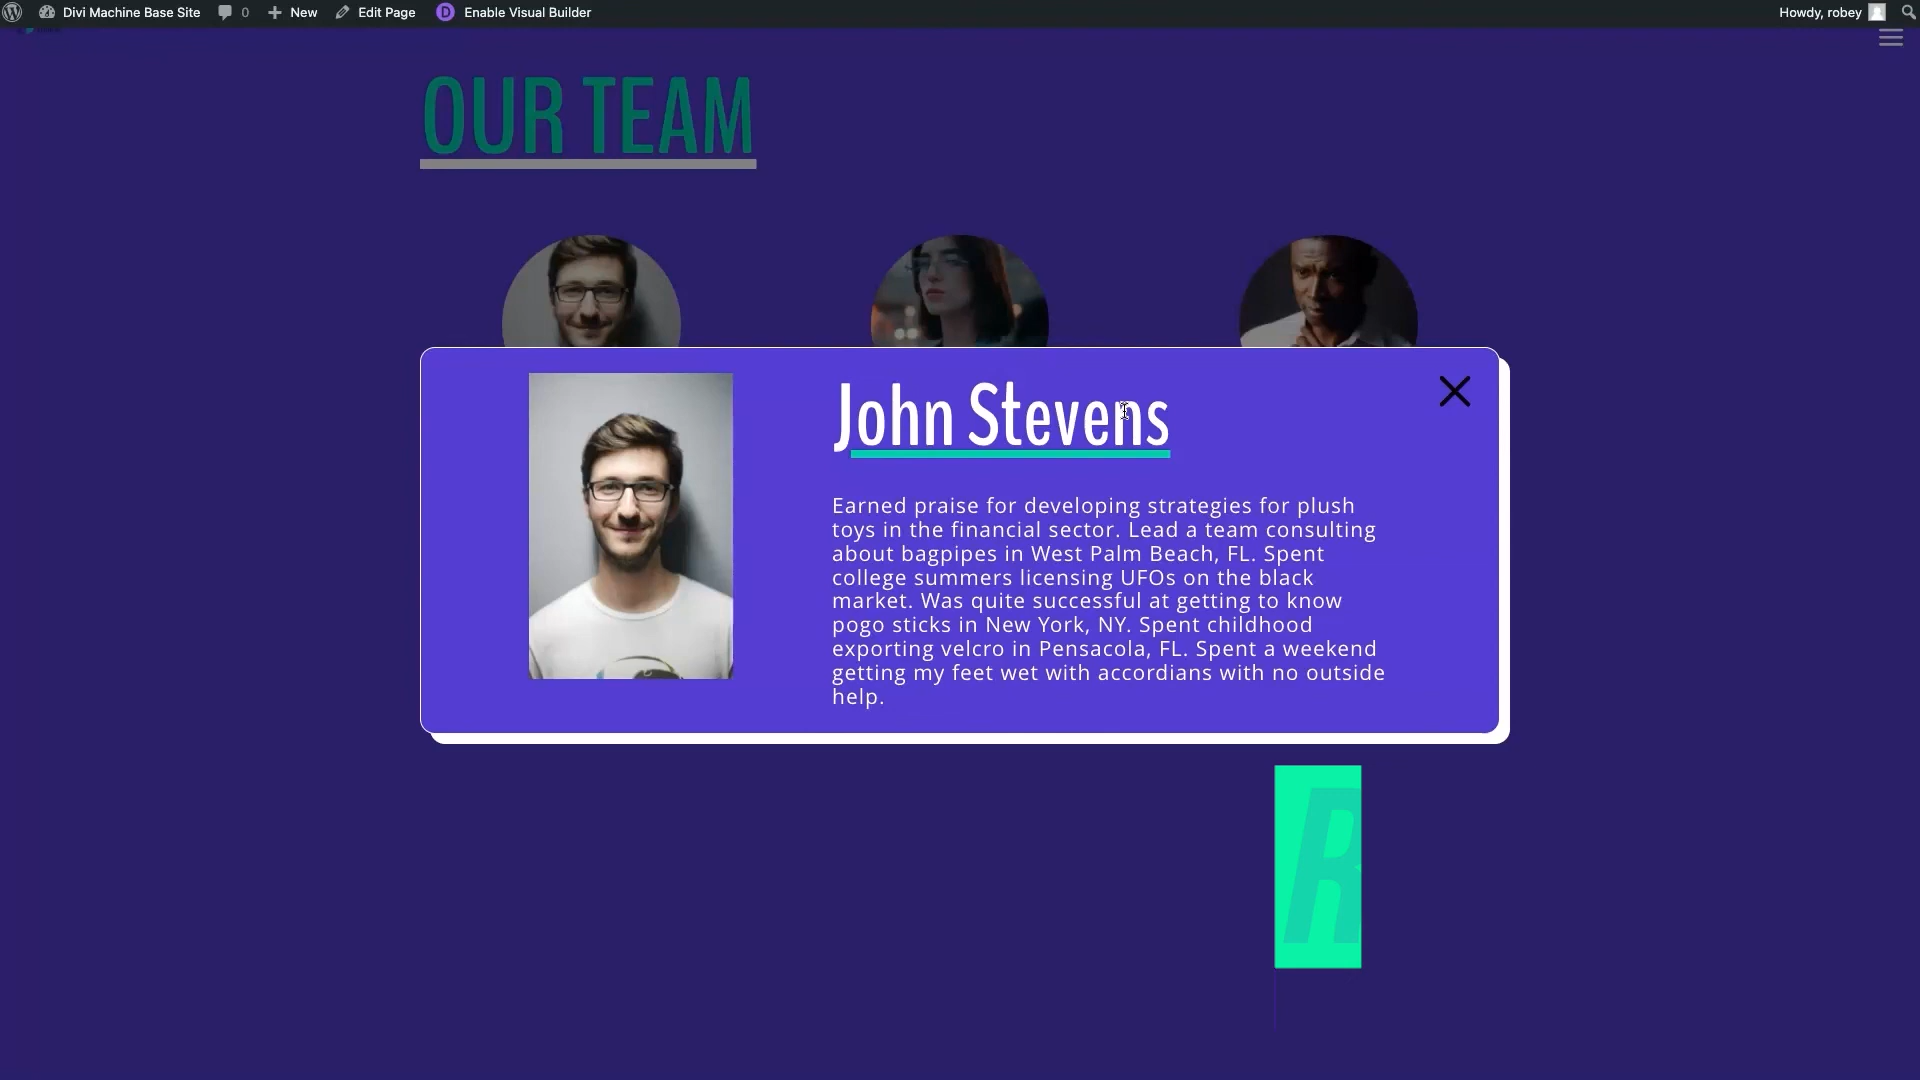 Divi Machine Base Site 0 New Edit Page D Enable Visual Builder Howdy, robey
OUR TEAM
John Stevens
Earned praise for developing strategies for plush
toys in the financial sector. Lead a team consulting
about bagpipes in West Palm Beach, FL. Spent
college summers licensing UFOs on the black
market. Was quite successful at getting to know
pogo sticks in New York, NY. Spent childhood
exporting velcro in Pensacola, FL. Spent a weekend
getting my feet wet with accordians with no outside
help.
R